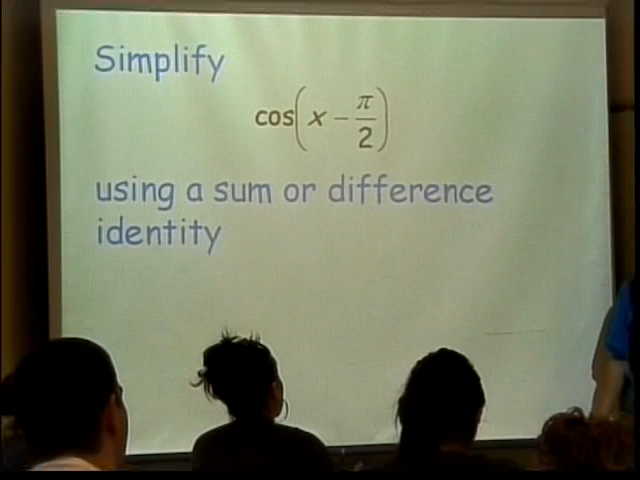 Simplify
cos(x − π/2)
using a sum or difference
identity